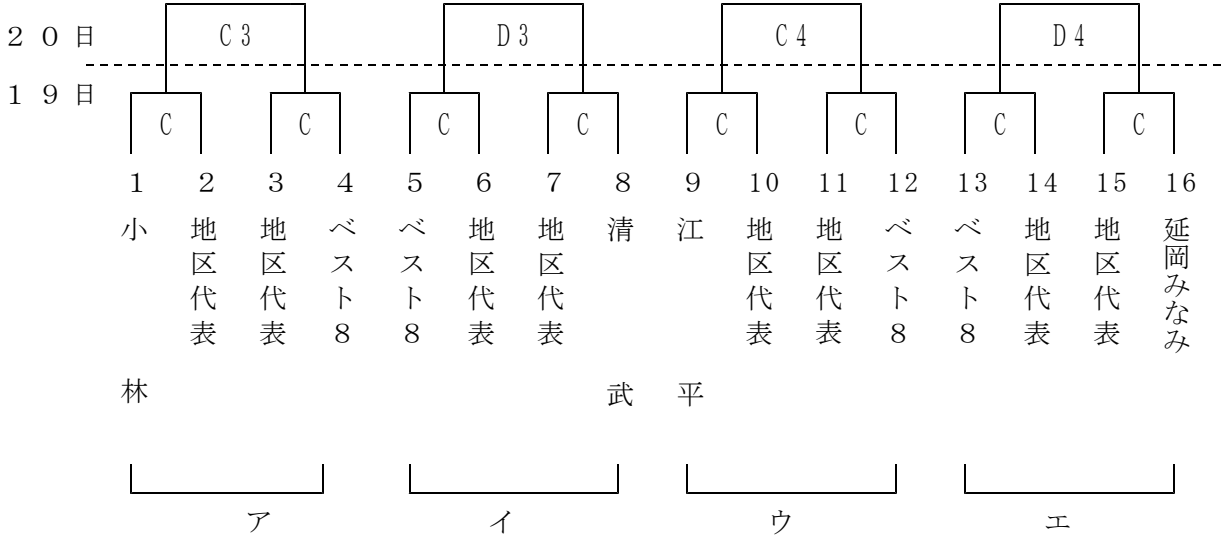 ２０日 C3 D3 C4 D4
１９日
C C C C C C C C
1 2 3 4 5 6 7 8 9 10 11 12 13 14 15 16
小林
地区代表
地区代表
ベスト８
ベスト８
地区代表
地区代表
清武
江平
地区代表
地区代表
ベスト８
ベスト８
地区代表
地区代表
延岡みなみ
ア イ ウ エ